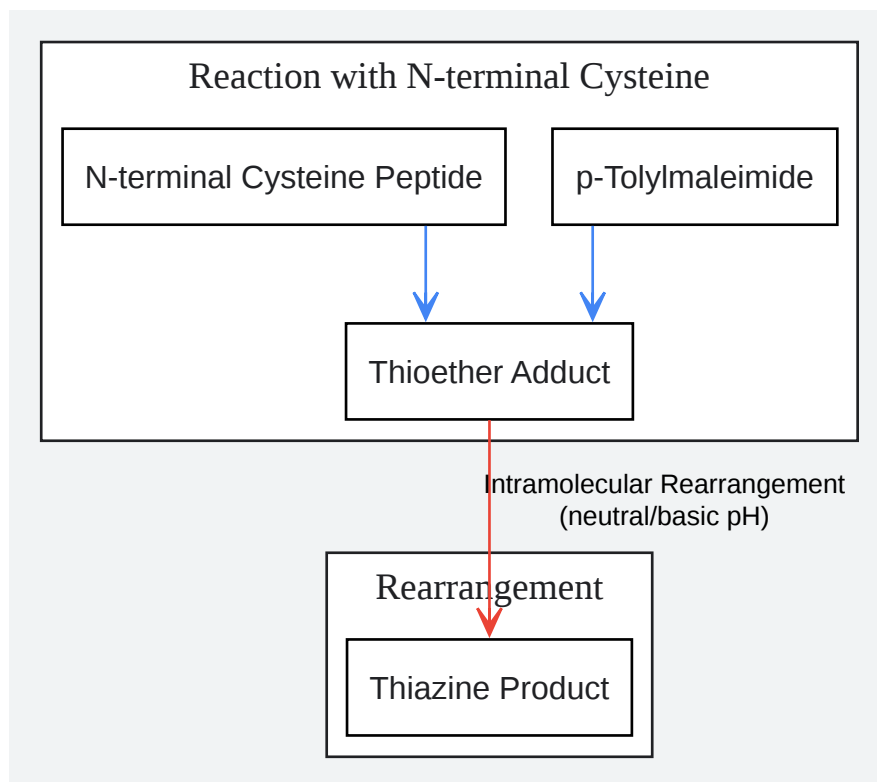 Reaction with N-terminal Cysteine
N-terminal Cysteine Peptide
p-Tolylmaleimide
Thioether Adduct
Intramolecular Rearrangement
(neutral/basic pH)
Rearrangement
Thiazine Product